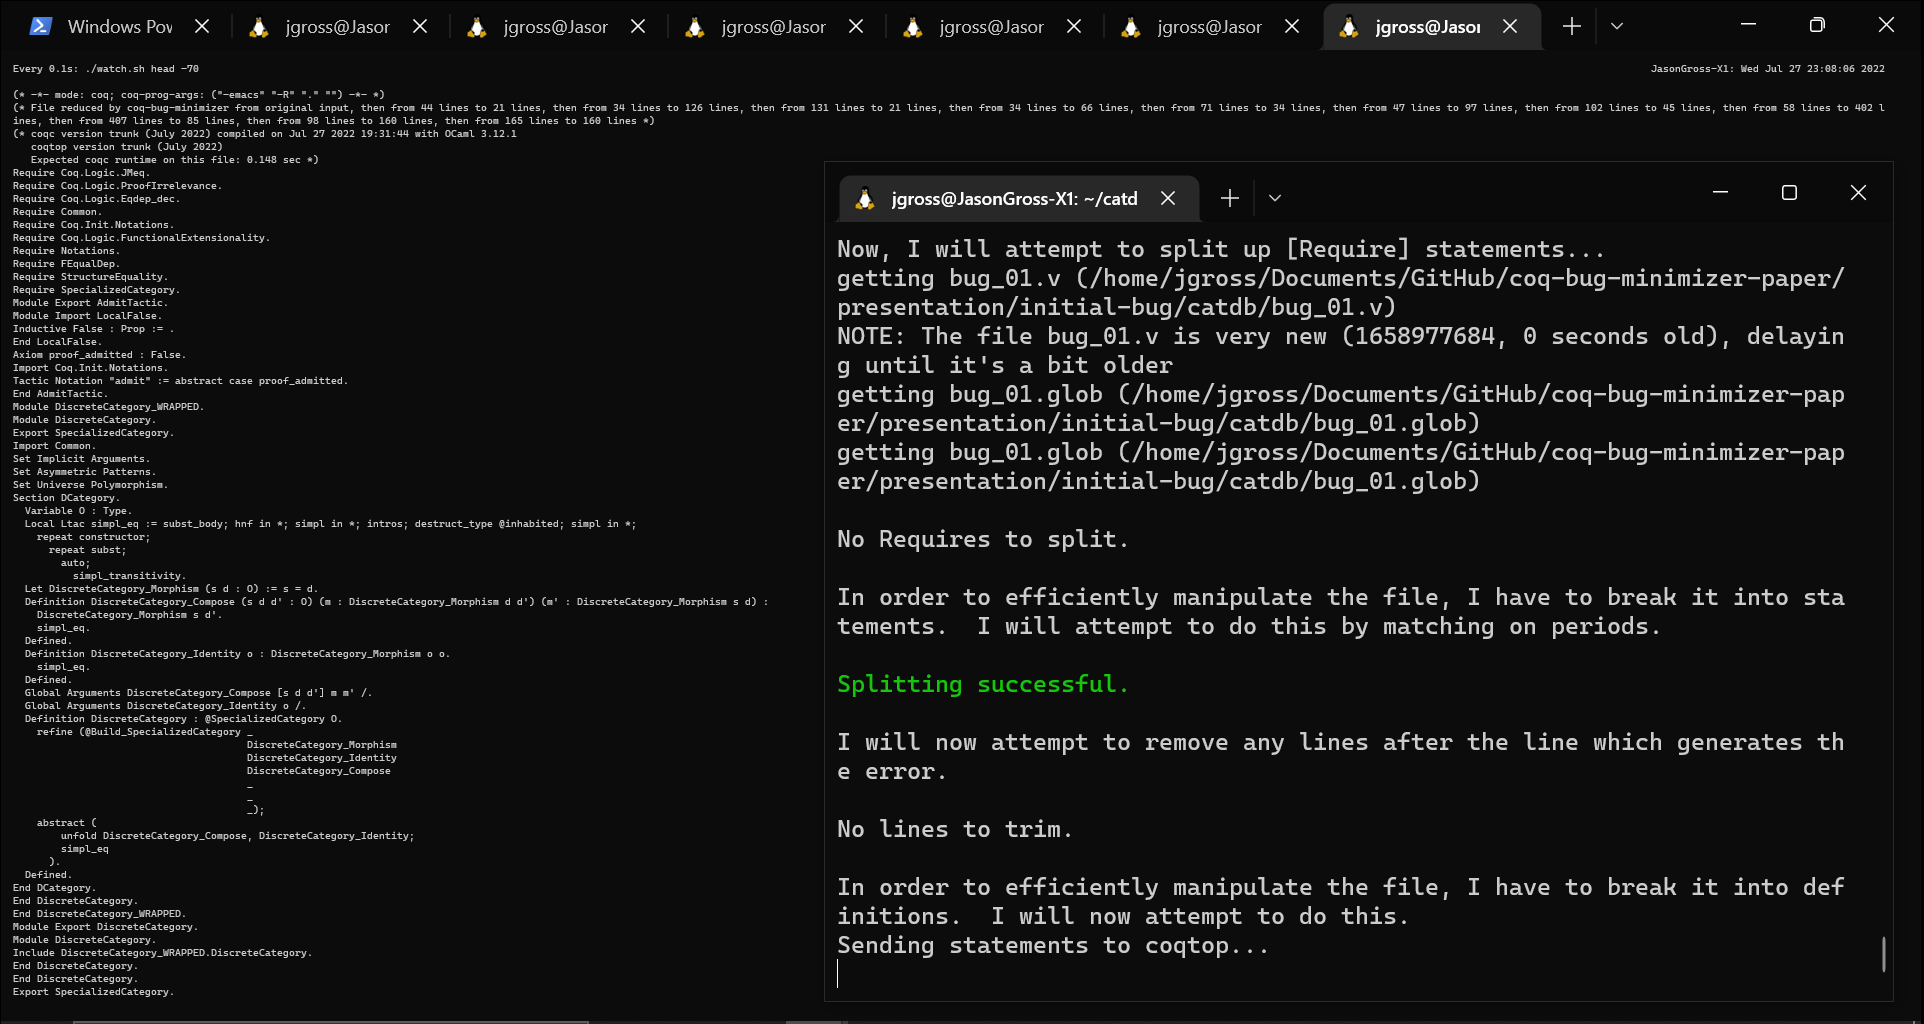 Windows Pov
jgross@Jasor
jgross@Jasor
jgross@Jasor
jgross@Jasor
jgross@Jasor
jgross@Jasor
Every 0.1s: ./watch.sh head -70
JasonGross-X1: Wed Jul 27 23:08:06 2022
(* -*- mode: coq; coq-prog-args: ("-emacs" "-R" "." "") -*- *)
(* File reduced by coq-bug-minimizer from original input, then from 44 lines to 21 lines, then from 34 lines to 126 lines, then from 131 lines to 21 lines, then from 34 lines to 66 lines, then from 71 lines to 34 lines, then from 47 lines to 97 lines, then from 102 lines to 45 lines, then from 58 lines to 402 l
ines, then from 407 lines to 85 lines, then from 98 lines to 160 lines, then from 165 lines to 160 lines *)
(* coqc version trunk (July 2022) compiled on Jul 27 2022 19:31:44 with OCaml 3.12.1
coqtop version trunk (July 2022)
Expected coqc runtime on this file: 0.148 sec *)
Require Coq.Logic.JMeq.
Require Coq.Logic.ProofIrrelevance.
Require Coq.Logic.Eqdep_dec.
Require Common.
Require Coq.Init.Notations.
Require Coq.Logic.FunctionalExtensionality.
Require Notations.
Require FEqualDep.
Require StructureEquality.
Require SpecializedCategory.
Module Export AdmitTactic.
Module Import LocalFalse.
Inductive False : Prop := .
End LocalFalse.
Axiom proof_admitted : False.
Import Coq.Init.Notations.
Tactic Notation "admit" := abstract case proof_admitted.
End AdmitTactic.
Module DiscreteCategory_WRAPPED.
Module DiscreteCategory.
Export SpecializedCategory.
Import Common.
Set Implicit Arguments.
Set Asymmetric Patterns.
Set Universe Polymorphism.
Section DCategory.
Variable O : Type.
Local Ltac simpl_eq := subst_body; hnf in *; simpl in *; intros; destruct_type @inhabited; simpl in *;
repeat constructor;
repeat subst;
auto;
simpl_transitivity.
Let DiscreteCategory_Morphism (s d : O) := s = d.
Definition DiscreteCategory_Compose (s d d' : O) (m : DiscreteCategory_Morphism d d') (m' : DiscreteCategory_Morphism s d) :
DiscreteCategory_Morphism s d'.
simpl_eq.
Defined.
Definition DiscreteCategory_Identity o : DiscreteCategory_Morphism o o.
simpl_eq.
Defined.
Global Arguments DiscreteCategory_Compose [s d d'] m m' /.
Global Arguments DiscreteCategory_Identity o /.
Definition DiscreteCategory : @SpecializedCategory O.
refine (@Build_SpecializedCategory _
DiscreteCategory_Morphism
DiscreteCategory_Identity
DiscreteCategory_Compose
_
_
_);
abstract (
unfold DiscreteCategory_Compose, DiscreteCategory_Identity;
simpl_eq
).
Defined.
End DCategory.
End DiscreteCategory.
End DiscreteCategory_WRAPPED.
Module Export DiscreteCategory.
Module DiscreteCategory.
Include DiscreteCategory_WRAPPED.DiscreteCategory.
End DiscreteCategory.
End DiscreteCategory.
Export SpecializedCategory.
jgross@JasonGross-X1: ~/catd
Now, I will attempt to split up [Require] statements...
getting bug_01.v (/home/jgross/Documents/GitHub/coq-bug-minimizer-paper/
presentation/initial-bug/catdb/bug_01.v)
NOTE: The file bug_01.v is very new (1658977684, 0 seconds old), delayin
g until it's a bit older
getting bug_01.glob (/home/jgross/Documents/GitHub/coq-bug-minimizer-pap
er/presentation/initial-bug/catdb/bug_01.glob)
getting bug_01.glob (/home/jgross/Documents/GitHub/coq-bug-minimizer-pap
er/presentation/initial-bug/catdb/bug_01.glob)
No Requires to split.
In order to efficiently manipulate the file, I have to break it into sta
tements.  I will attempt to do this by matching on periods.
Splitting successful.
I will now attempt to remove any lines after the line which generates th
e error.
No lines to trim.
In order to efficiently manipulate the file, I have to break it into def
initions.  I will now attempt to do this.
Sending statements to coqtop...